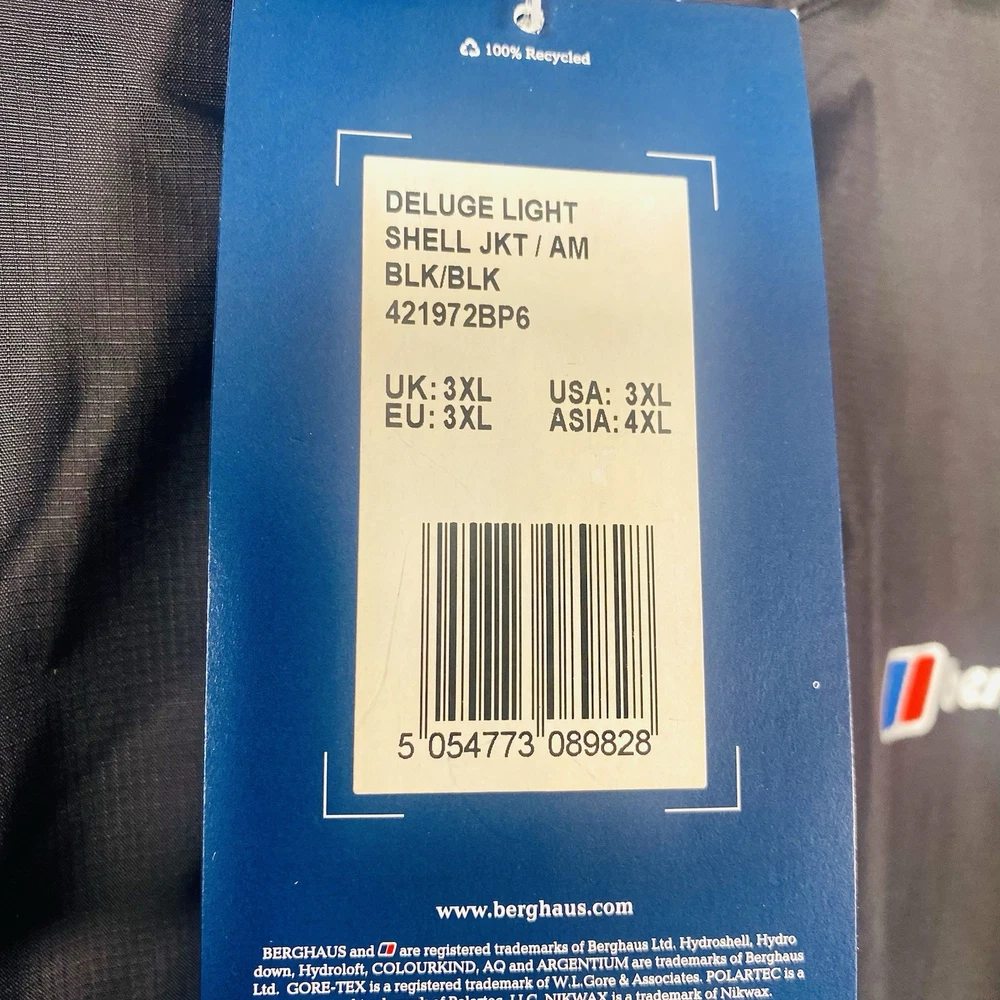 100% Recycled
DELUGE LIGHT
SHELL JKT / AM
BLK/BLK
421972BP6
UK: 3XL USA: 3XL
EU: 3XL ASIA: 4XL
5 054773 089828
www.berghaus.com
BERGHAUS and are registered trademarks of Berghaus Ltd. Hydroshell, Hydro
down, Hydroloft, COLOURKIND, AQ and ARGENTIUM are trademarks of Berghaus
Ltd. GORE-TEX is a registered trademark of W.L.Gore & Associates. POLARTEC is a
of Polartec, LLC. NIKWAX is a trademark of Nikwax.